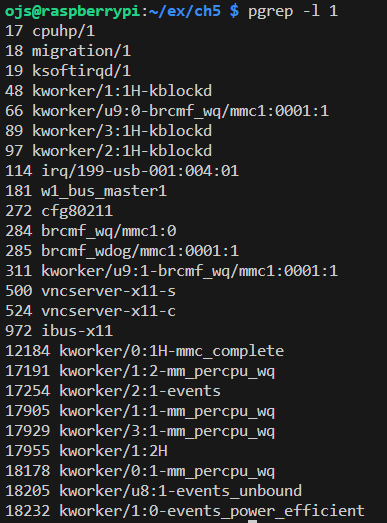 ojs@raspberrypi:~/ex/ch5 $ pgrep -l 1
17 cpuhp/1
18 migration/1
19 ksoftirqd/1
48 kworker/1:1H-kblockd
66 kworker/u9:0-brcmf_wq/mmc1:0001:1
89 kworker/3:1H-kblockd
97 kworker/2:1H-kblockd
114 irq/199-usb-001:004:01
181 w1_bus_master1
272 cfg80211
284 brcmf_wq/mmc1:0
285 brcmf_wdog/mmc1:0001:1
311 kworker/u9:1-brcmf_wq/mmc1:0001:1
500 vncserver-x11-s
524 vncserver-x11-c
972 ibus-x11
12184 kworker/0:1H-mmc_complete
17191 kworker/1:2-mm_percpu_wq
17254 kworker/2:1-events
17905 kworker/1:1-mm_percpu_wq
17929 kworker/3:1-mm_percpu_wq
17955 kworker/1:2H
18178 kworker/0:1-mm_percpu_wq
18205 kworker/u8:1-events_unbound
18232 kworker/1:0-events_power_efficient